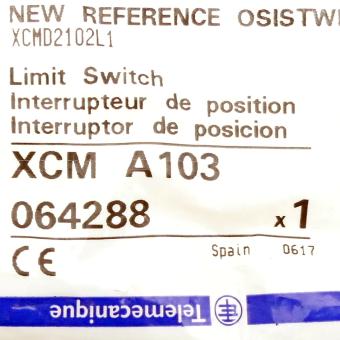 NEW REFERENCE OSISTW
XCMD2102L1
Limit Switch
Interrupteur de position
Interruptor de posicion
XCM A103
064288 x1
CE Spain 0617
Telemecanique